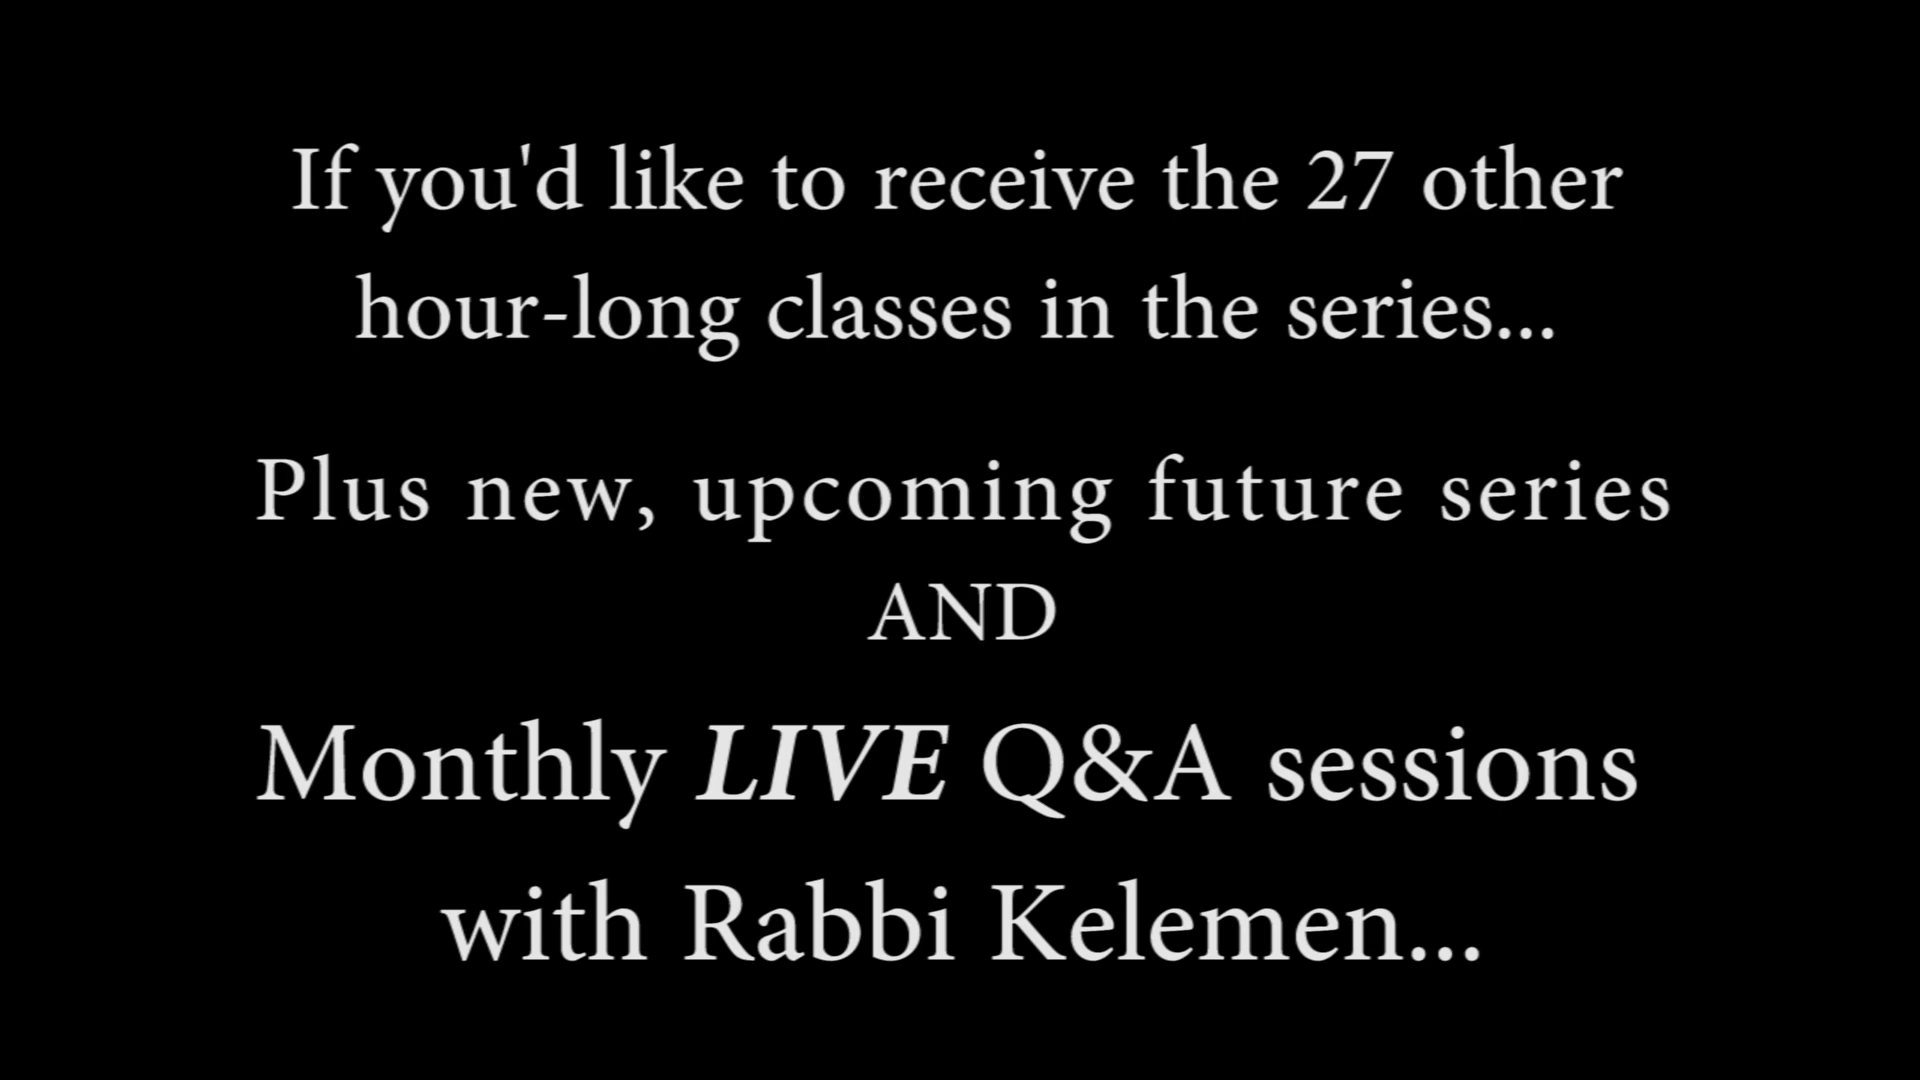 If you'd like to receive the 27 other
hour-long classes in the series...
Plus new, upcoming future series
AND
Monthly LIVE Q&A sessions
with Rabbi Kelemen...